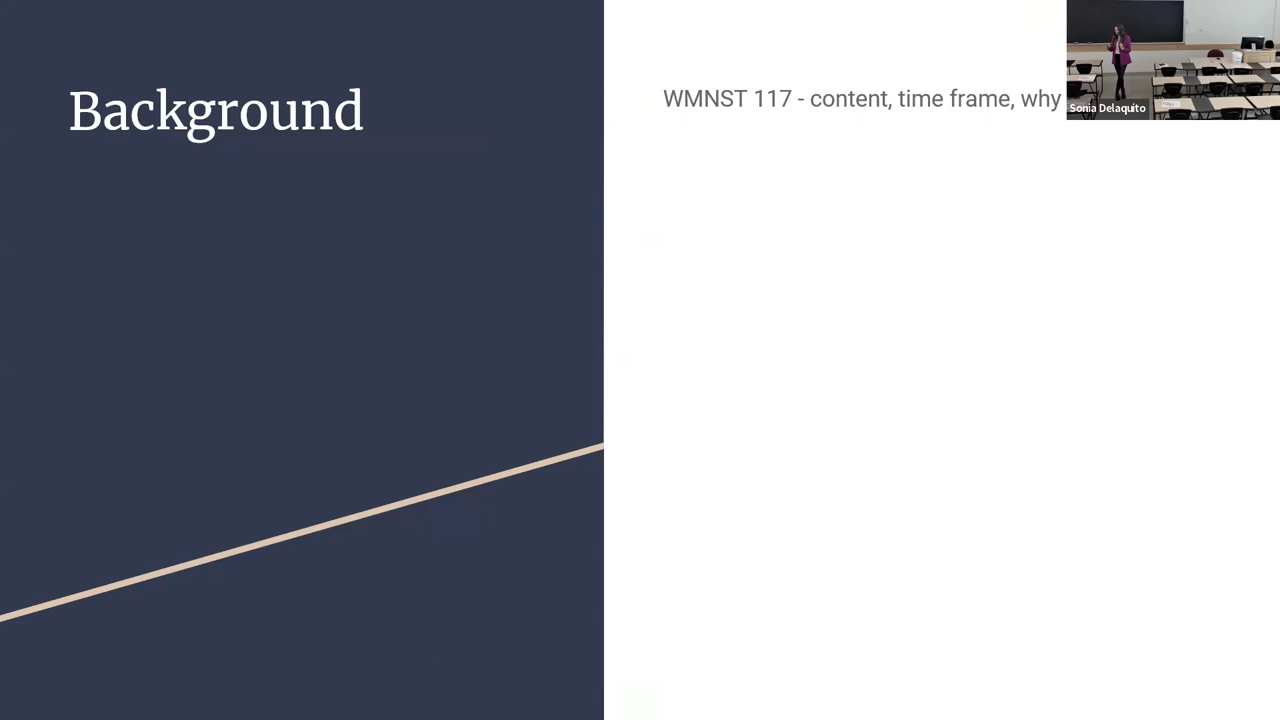 Background
WMNST 117 - content, time frame, why
Sonia Delaquito